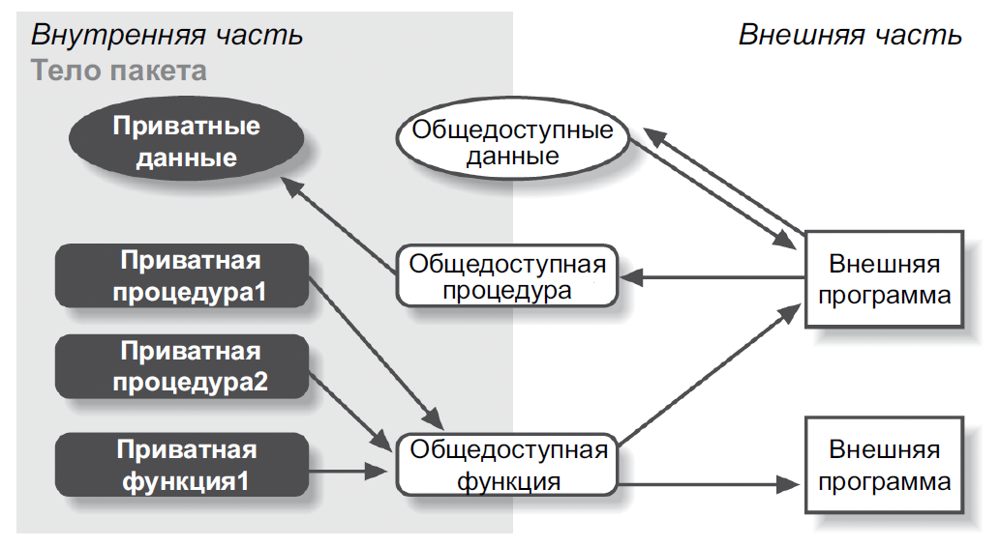 Внутренняя часть
Внешняя часть
Тело пакета
Приватные
данные
Общедоступные
данные
Приватная
процедура1
Общедоступная
процедура
Внешняя
программа
Приватная
процедура2
Приватная
функция1
Общедоступная
функция
Внешняя
программа